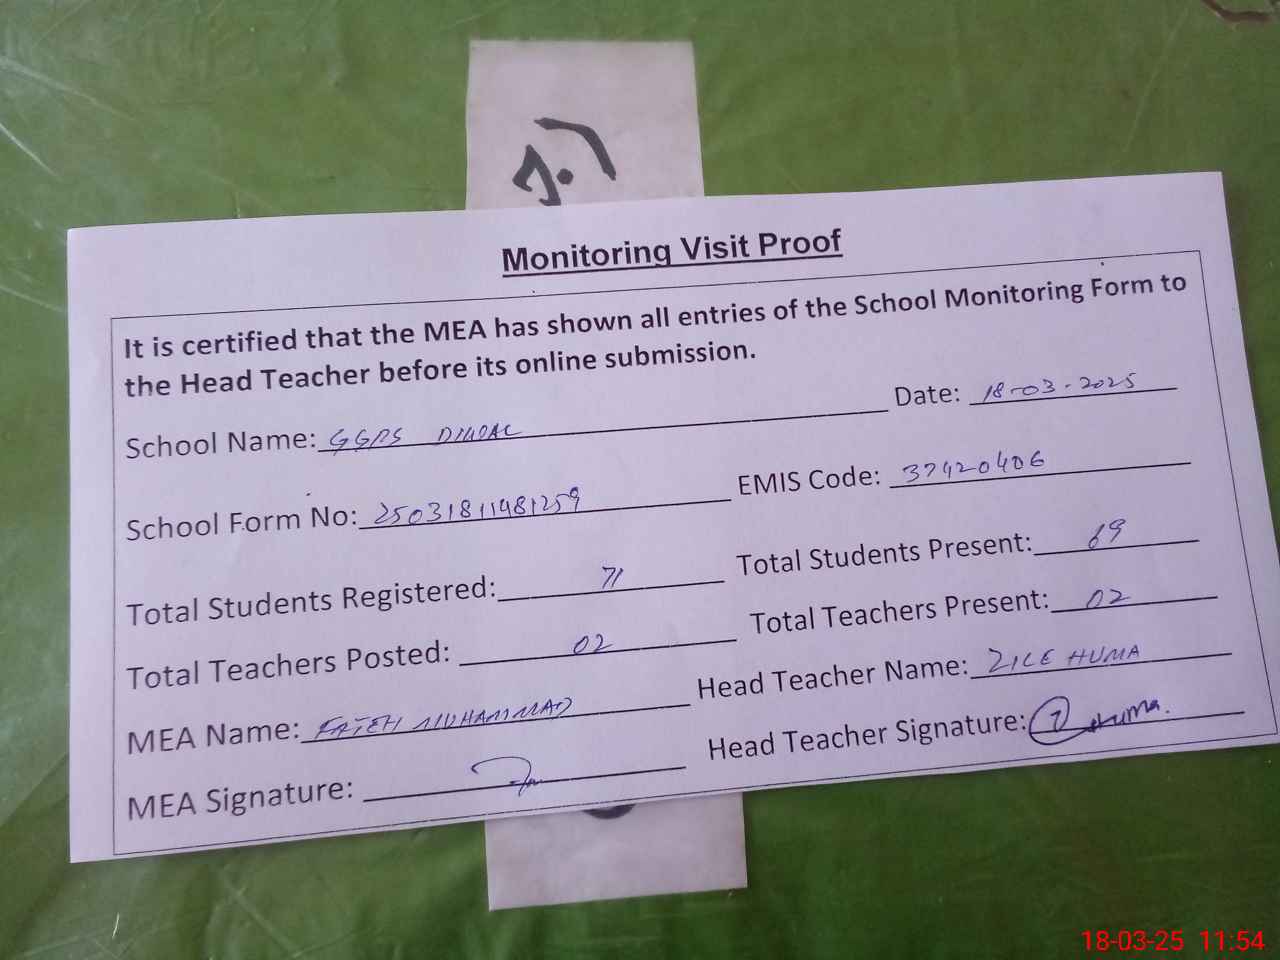 Monitoring Visit Proof
It is certified that the MEA has shown all entries of the School Monitoring Form to
the Head Teacher before its online submission.
School Name: GGPS Date: 18-03-2025
School Form No: 25031811481259 EMIS Code: 37420406
Total Students Registered: 71 Total Students Present: 69
Total Teachers Posted: 02 Total Teachers Present: 02
MEA Name: FATEH MUHAMMAD Head Teacher Name: ZILE HUMA
MEA Signature: Head Teacher Signature: Huma.
18-03-25 11:54